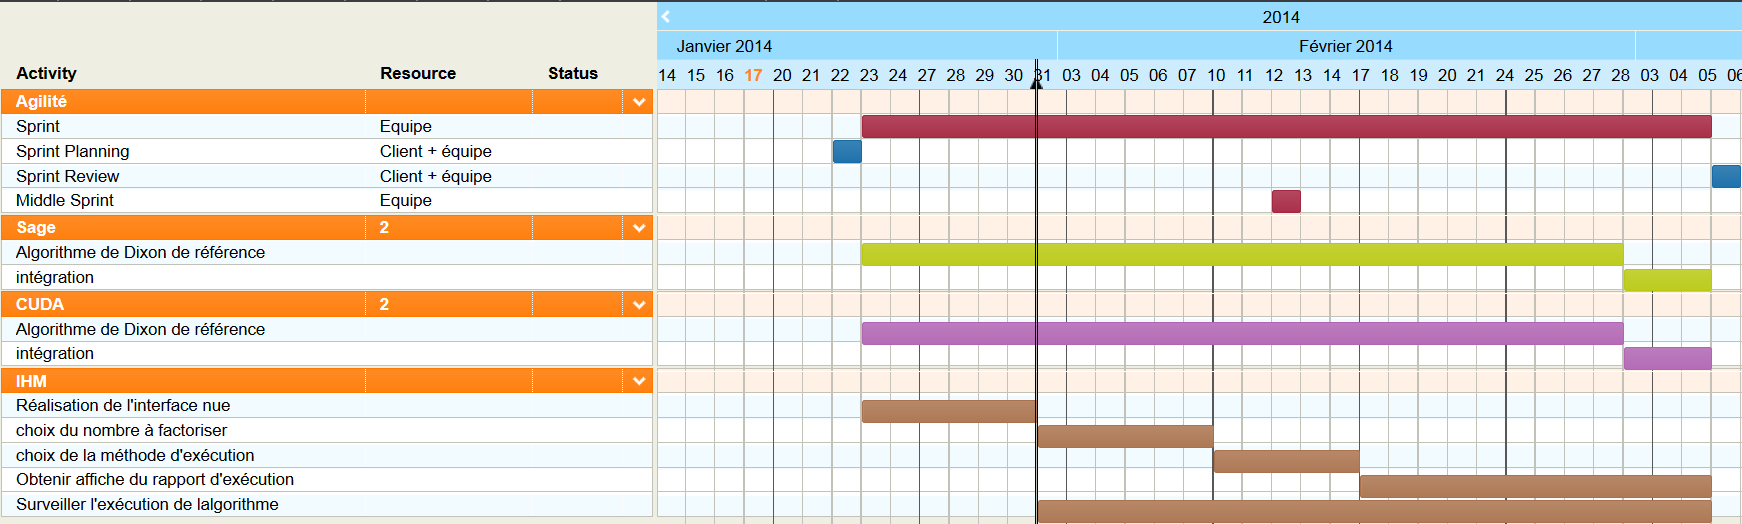 2014
Janvier 2014 Février 2014
Activity Resource Status 14 15 16 17 20 21 22 23 24 27 28 29 30 31 03 04 05 06 07 10 11 12 13 14 17 18 19 20 21 24 25 26 27 28 03 04 05 06
Agilité
Sprint Equipe
Sprint Planning Client + équipe
Sprint Review Client + équipe
Middle Sprint Equipe
Sage 2
Algorithme de Dixon de référence
intégration
CUDA 2
Algorithme de Dixon de référence
intégration
IHM
Réalisation de l'interface nue
choix du nombre à factoriser
choix de la méthode d'exécution
Obtenir affiche du rapport d'exécution
Surveiller l'exécution de lalgorithme